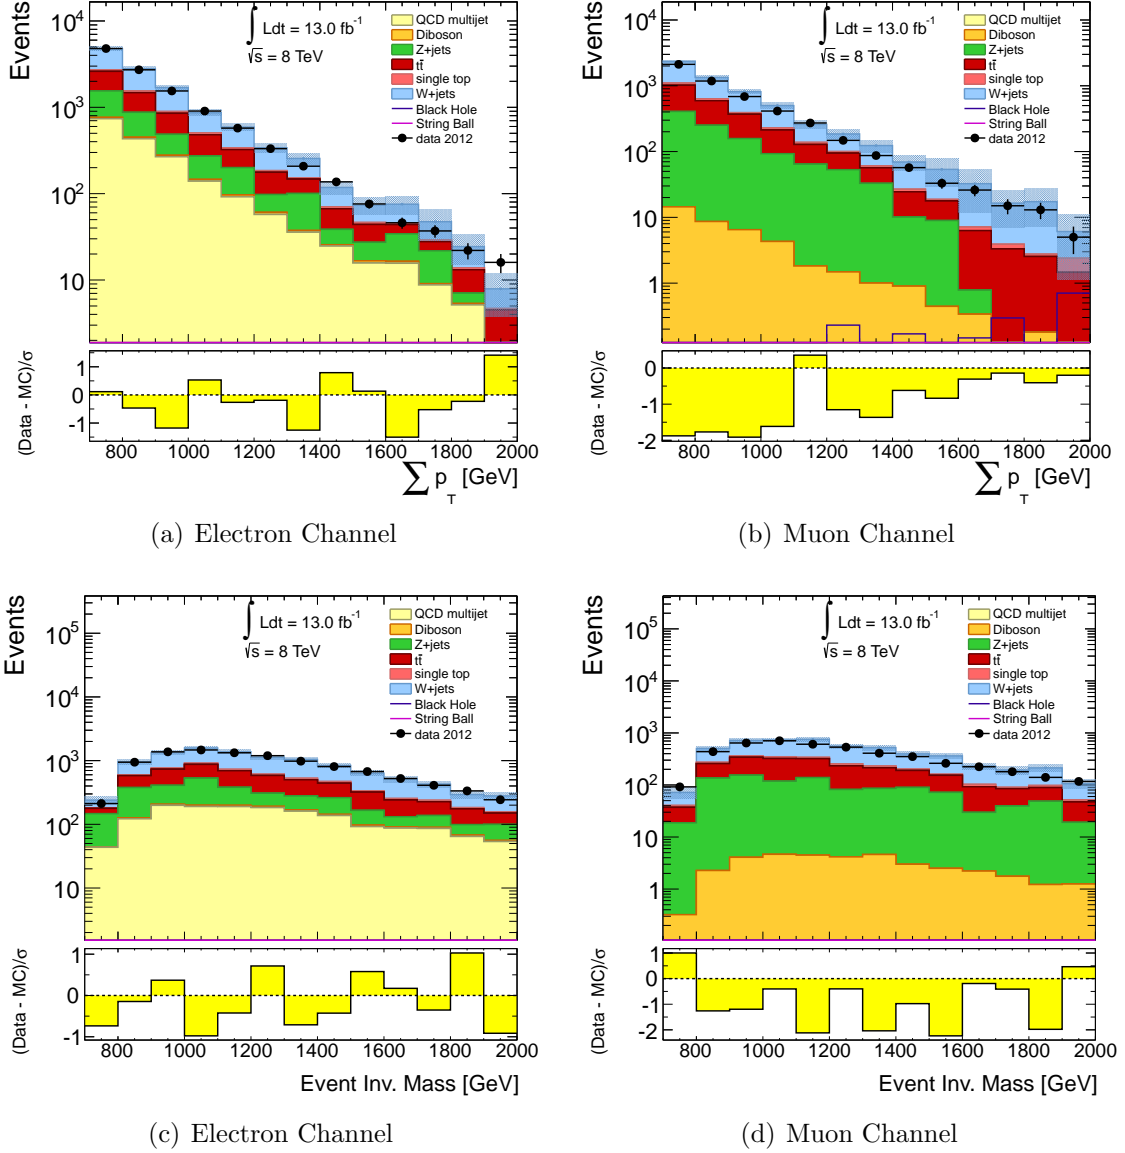 Events
10⁴
10³
10²
10
∫ Ldt = 13.0 fb⁻¹
√s = 8 TeV
QCD multijet
Diboson
Z+jets
tt̄
single top
W+jets
Black Hole
String Ball
data 2012
(Data - MC)/σ
1
0
-1
800 1000 1200 1400 1600 1800 2000
∑ p_T [GeV]
(a) Electron Channel
Events
10⁴
10³
10²
10
1
∫ Ldt = 13.0 fb⁻¹
√s = 8 TeV
QCD multijet
Diboson
Z+jets
tt̄
single top
W+jets
Black Hole
String Ball
data 2012
(Data - MC)/σ
0
-1
-2
800 1000 1200 1400 1600 1800 2000
∑ p_T [GeV]
(b) Muon Channel
Events
10⁵
10⁴
10³
10²
10
∫ Ldt = 13.0 fb⁻¹
√s = 8 TeV
QCD multijet
Diboson
Z+jets
tt̄
single top
W+jets
Black Hole
String Ball
data 2012
(Data - MC)/σ
1
0
-1
800 1000 1200 1400 1600 1800 2000
Event Inv. Mass [GeV]
(c) Electron Channel
Events
10⁵
10⁴
10³
10²
10
1
∫ Ldt = 13.0 fb⁻¹
√s = 8 TeV
QCD multijet
Diboson
Z+jets
tt̄
single top
W+jets
Black Hole
String Ball
data 2012
(Data - MC)/σ
1
0
-1
-2
800 1000 1200 1400 1600 1800 2000
Event Inv. Mass [GeV]
(d) Muon Channel